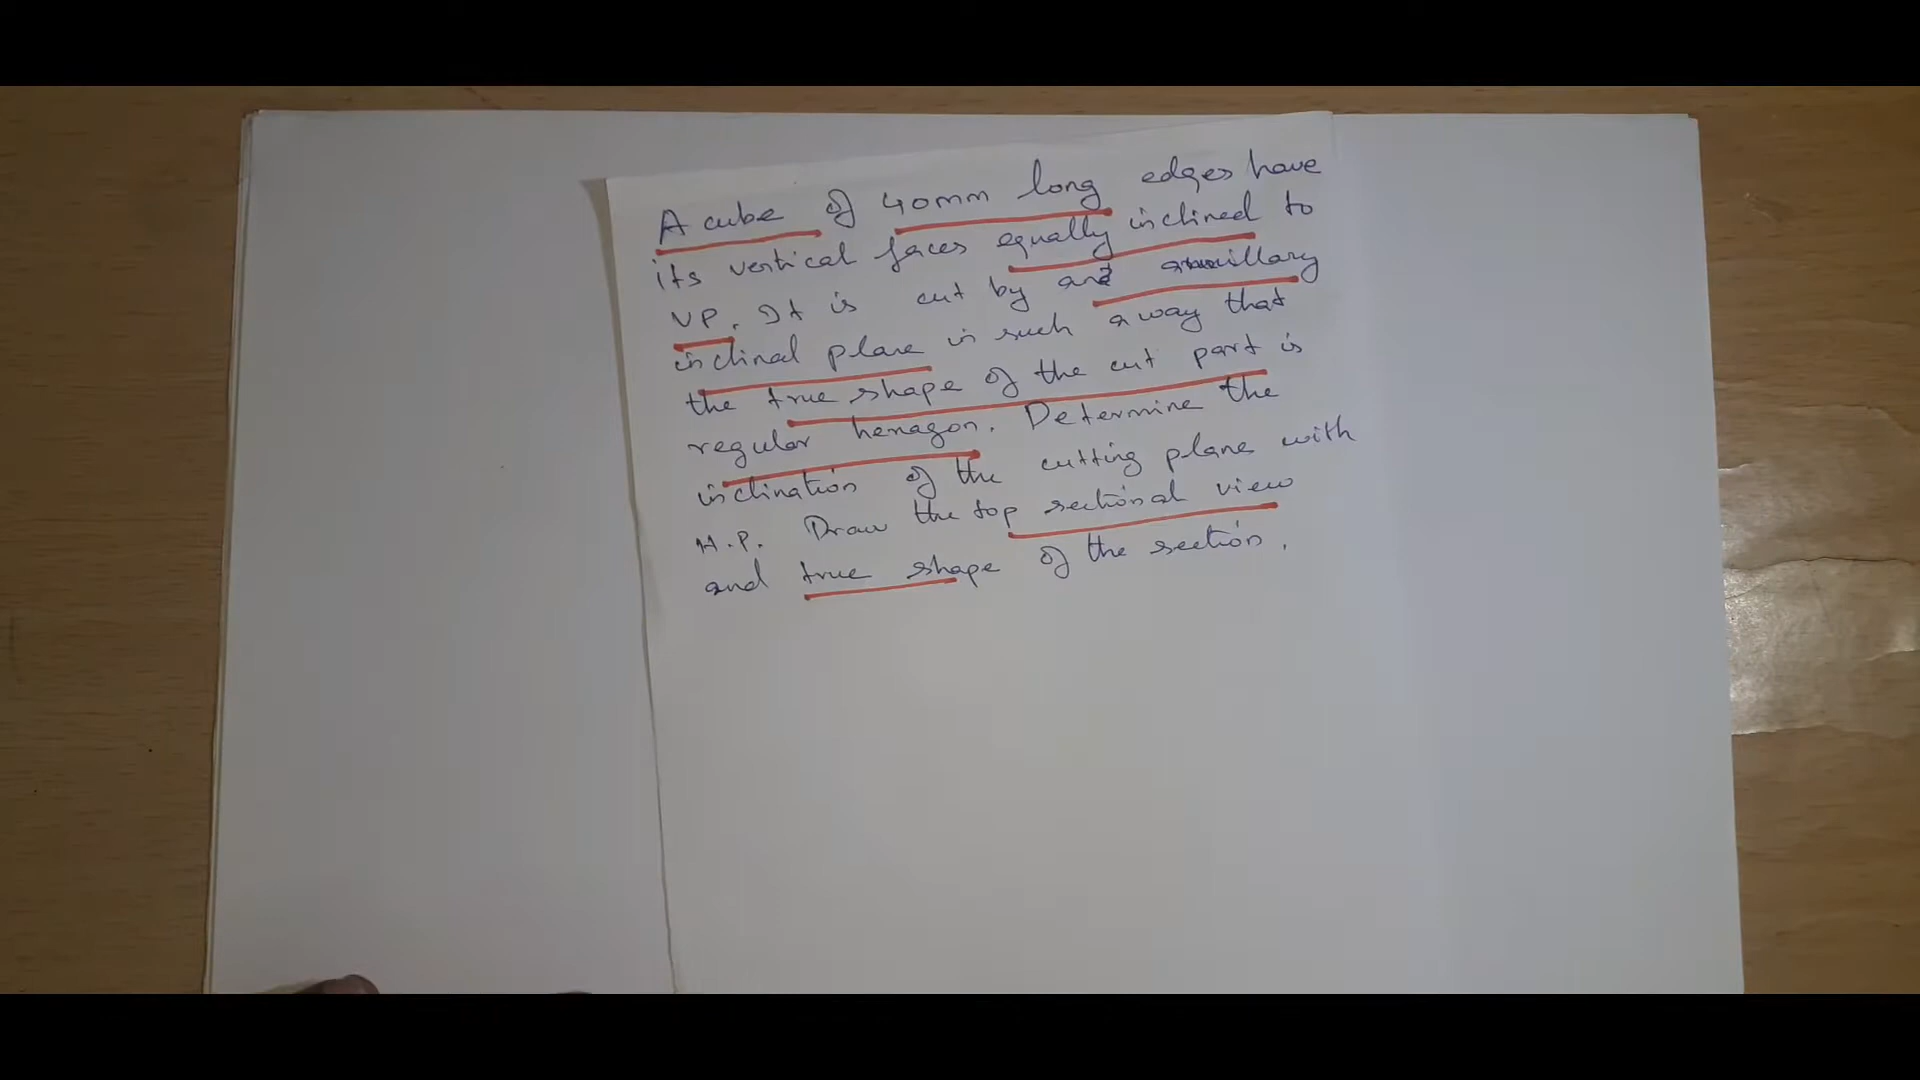 A cube of 40mm long edges have
its vertical faces equally inclined to
VP. It is cut by an auxillary
inclined plane in such a way that
the true shape of the cut part is
regular hexagon. Determine the
inclination of the cutting plane with
H.P. Draw the top sectional view
and true shape of the section.